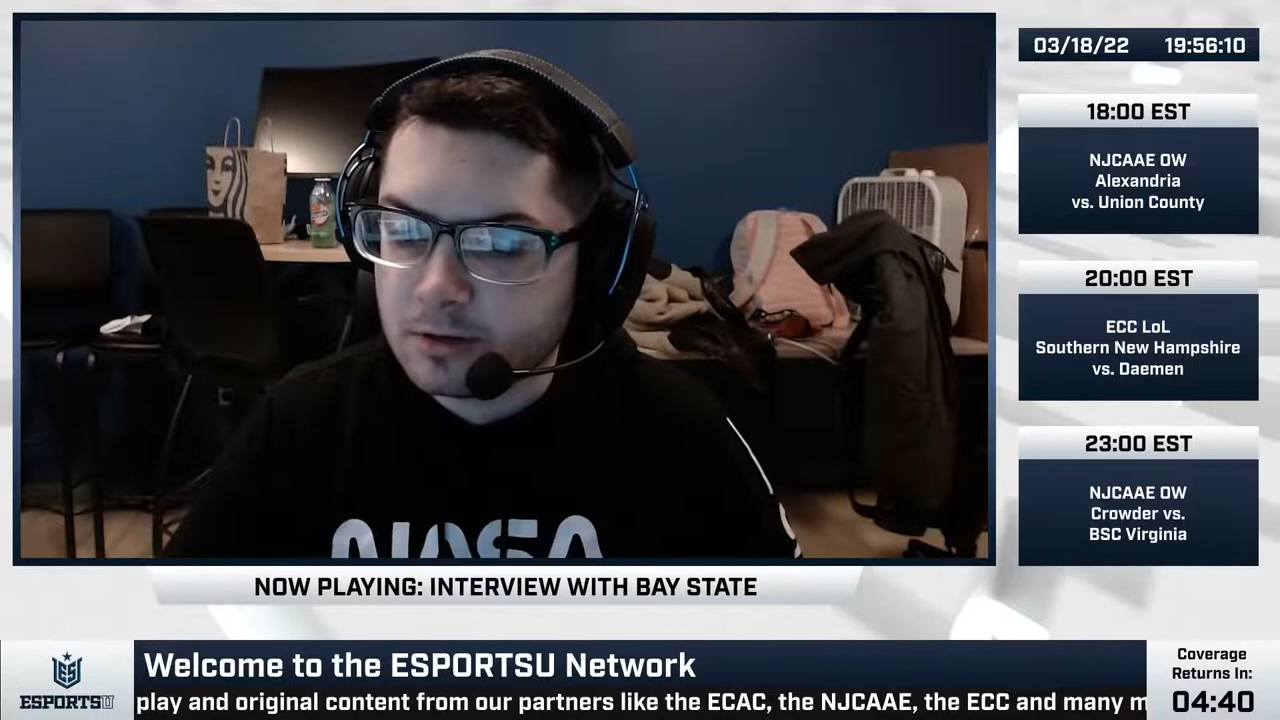 03/18/22 19:56:10
18:00 EST
NJCAAE OW
Alexandria
vs. Union County
20:00 EST
ECC LoL
Southern New Hampshire
vs. Daemen
23:00 EST
NJCAAE OW
Crowder vs.
BSC Virginia
NASA
NOW PLAYING: INTERVIEW WITH BAY STATE
ESPORTSU
Welcome to the ESPORTSU Network
play and original content from our partners like the ECAC, the NJCAAE, the ECC and many m
Coverage
Returns In:
04:40